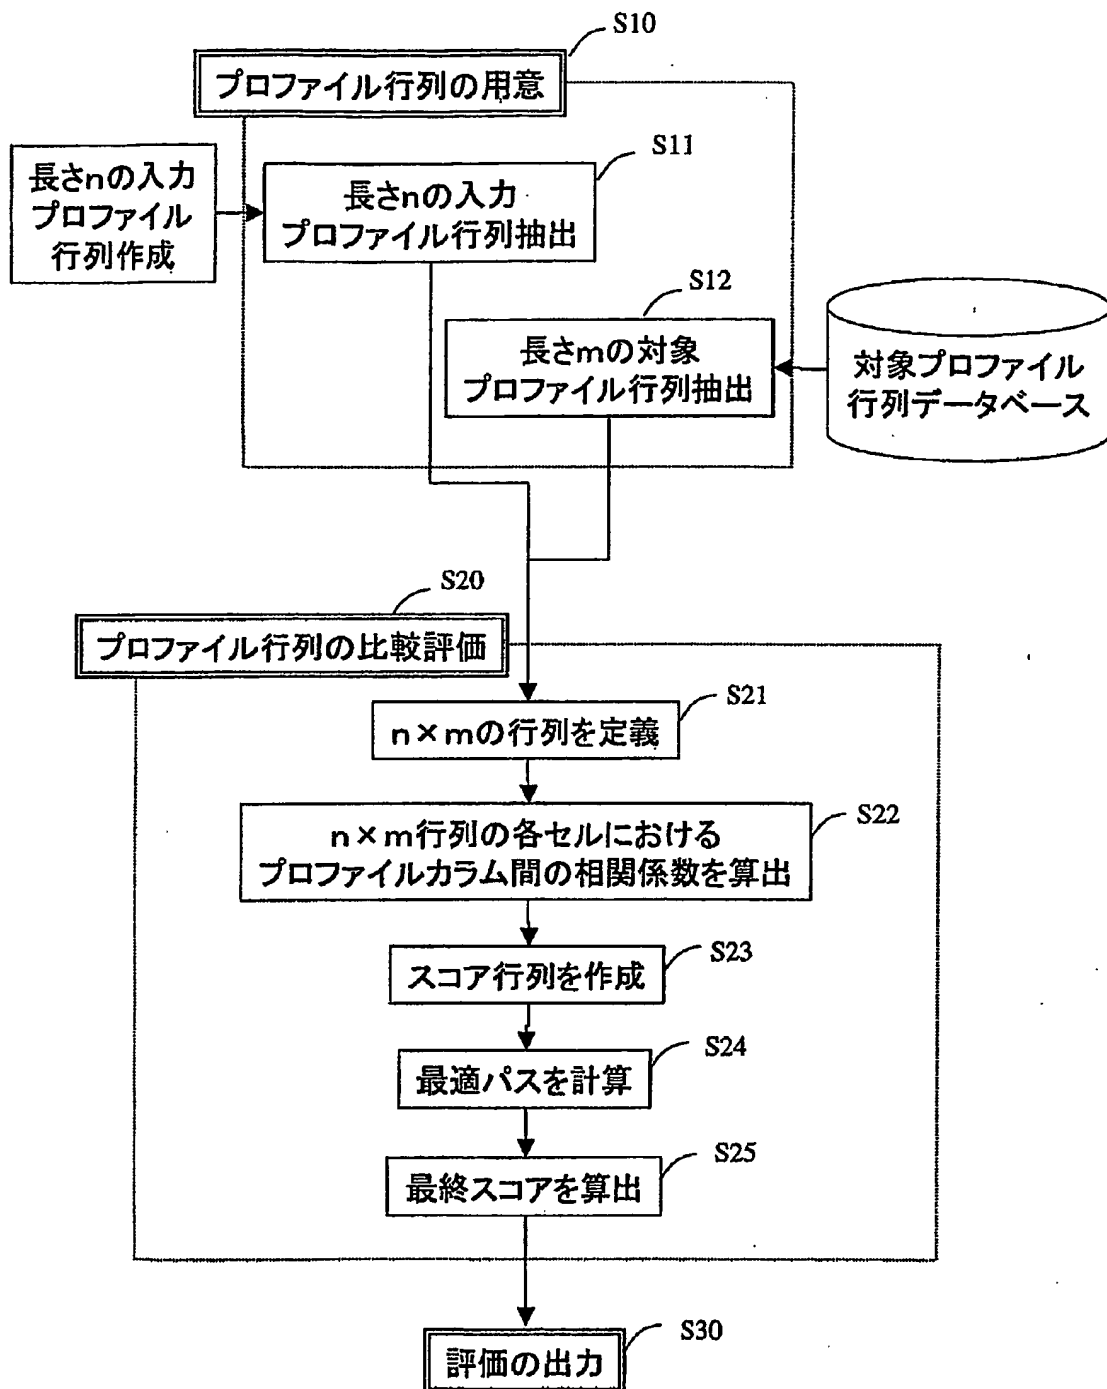 S10
プロファイル行列の用意
S11
長さnの入力
プロファイル
行列作成
長さnの入力
プロファイル行列抽出
S12
長さmの対象
プロファイル行列抽出
対象プロファイル
行列データベース
S20
プロファイル行列の比較評価
S21
n×mの行列を定義
S22
n×m行列の各セルにおける
プロファイルカラム間の相関係数を算出
S23
スコア行列を作成
S24
最適パスを計算
S25
最終スコアを算出
S30
評価の出力